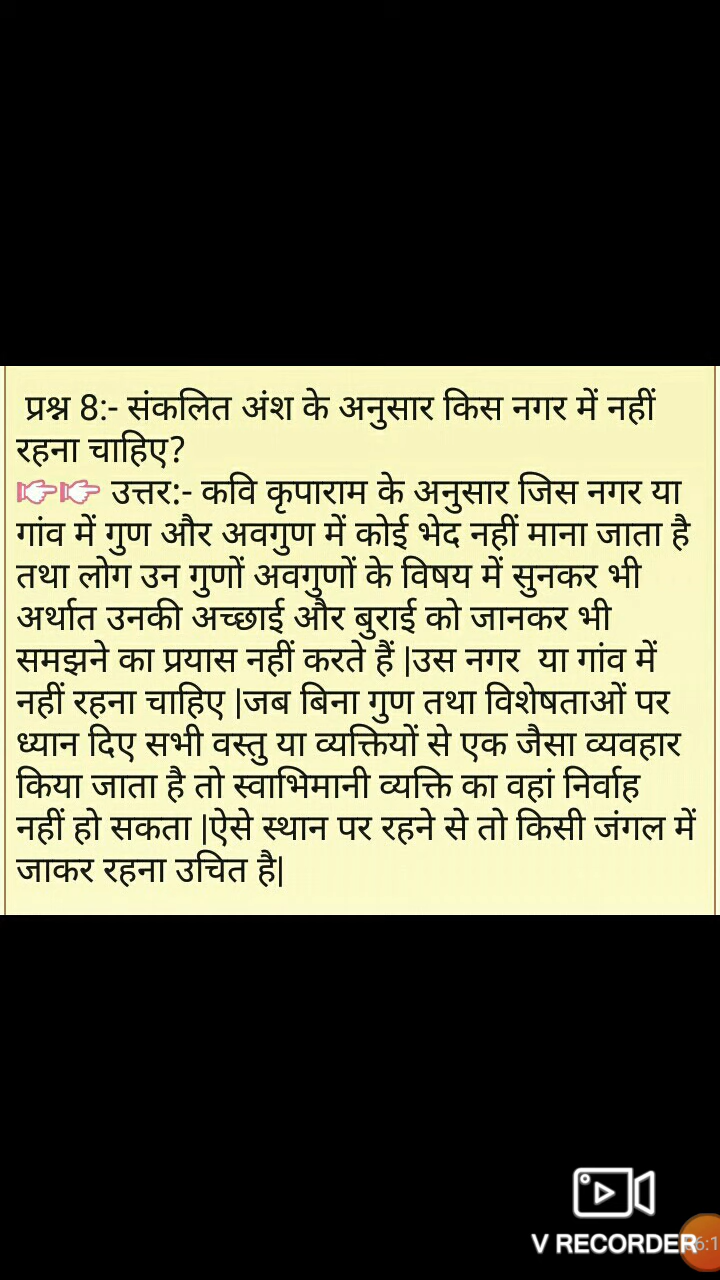 प्रश्न 8:- संकलित अंश के अनुसार किस नगर में नहीं
रहना चाहिए?
उत्तर:- कवि कृपाराम के अनुसार जिस नगर या
गांव में गुण और अवगुण में कोई भेद नहीं माना जाता है
तथा लोग उन गुणों अवगुणों के विषय में सुनकर भी
अर्थात उनकी अच्छाई और बुराई को जानकर भी
समझने का प्रयास नहीं करते हैं |उस नगर या गांव में
नहीं रहना चाहिए |जब बिना गुण तथा विशेषताओं पर
ध्यान दिए सभी वस्तु या व्यक्तियों से एक जैसा व्यवहार
किया जाता है तो स्वाभिमानी व्यक्ति का वहां निर्वाह
नहीं हो सकता |ऐसे स्थान पर रहने से तो किसी जंगल में
जाकर रहना उचित है|
V RECORDER